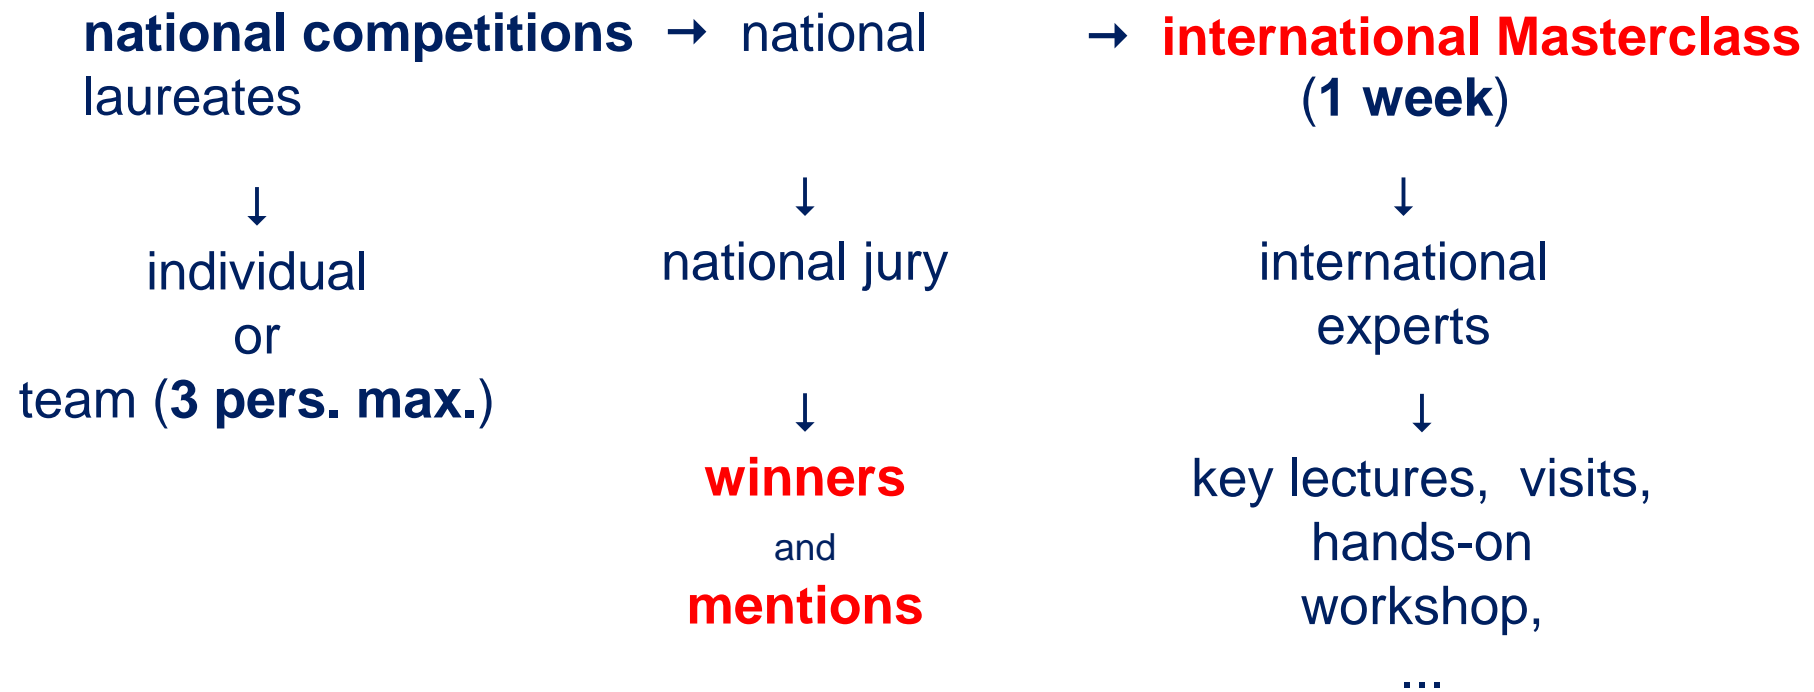 national competitions → national → international Masterclass
laureates (1 week)
↓ ↓ ↓
individual national jury international
or experts
team (3 pers. max.)
↓ ↓
winners key lectures, visits,
and hands-on
mentions workshop,
...